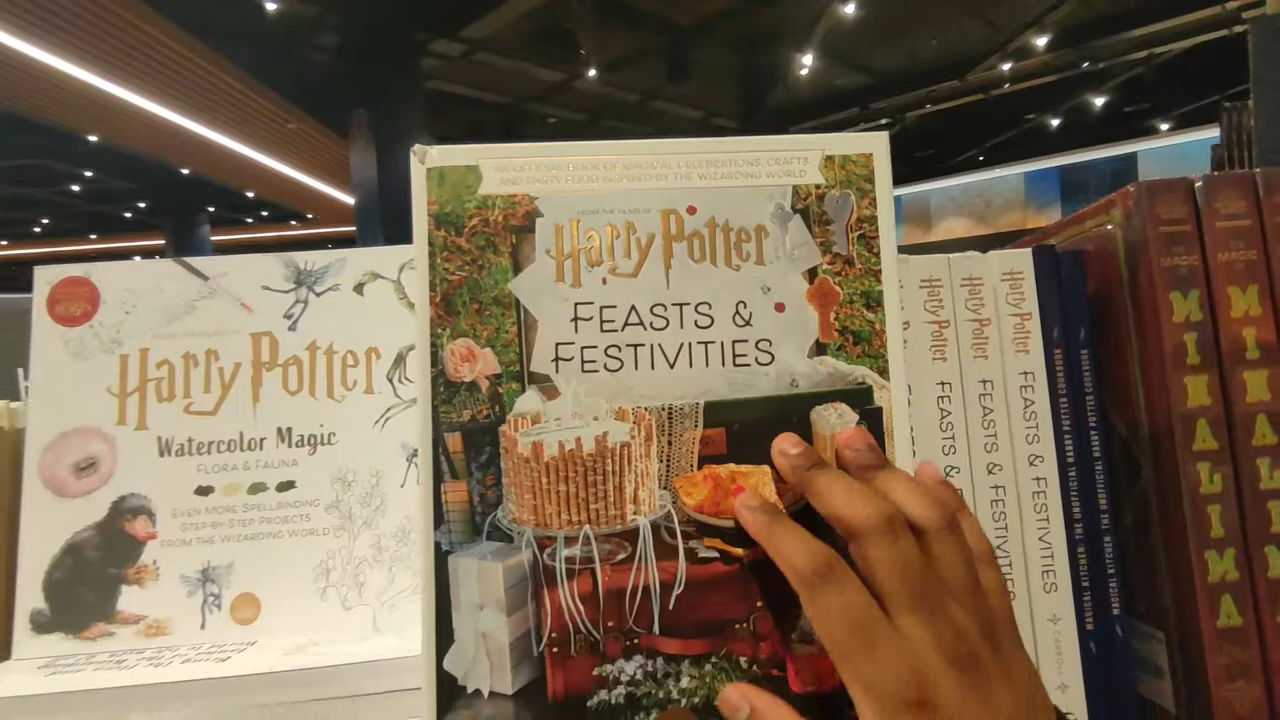 AN OFFICIAL BOOK OF MAGICAL CELEBRATIONS, CRAFTS
AND PARTY FOOD INSPIRED BY THE WIZARDING WORLD
FROM THE FILMS OF
Harry Potter
FEASTS &
FESTIVITIES
Harry Potter
Watercolor Magic
FLORA & FAUNA
EVEN MORE SPELLBINDING
STEP-BY-STEP PROJECTS
FROM THE WIZARDING WORLD
Harry Potter FEASTS &
Harry Potter FEASTS & FESTIVITIES
Harry Potter FEASTS & FESTIVITIES CARROLL
MAGICAL KITCHEN: THE UNOFFICIAL HARRY POTTER COOKBOOK
MAGICAL KITCHEN: THE UNOFFICIAL HARRY POTTER COOKBOOK
THE
MAGIC
OF
MINALIMA
THE
MAGIC
MINALIMA